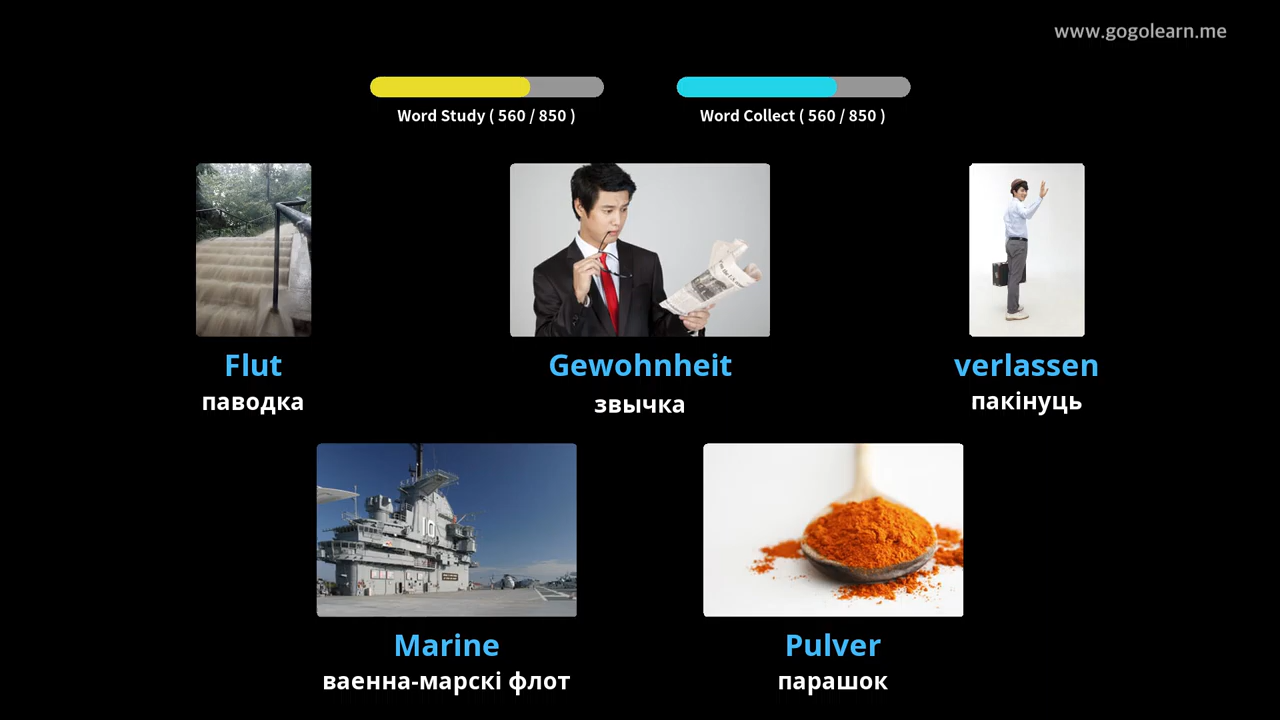 www.gogolearn.me
Word Study ( 560 / 850 )
Word Collect ( 560 / 850 )
Flut
паводка
Gewohnheit
звычка
verlassen
пакінуць
Marine
ваенна-марскі флот
Pulver
парашок